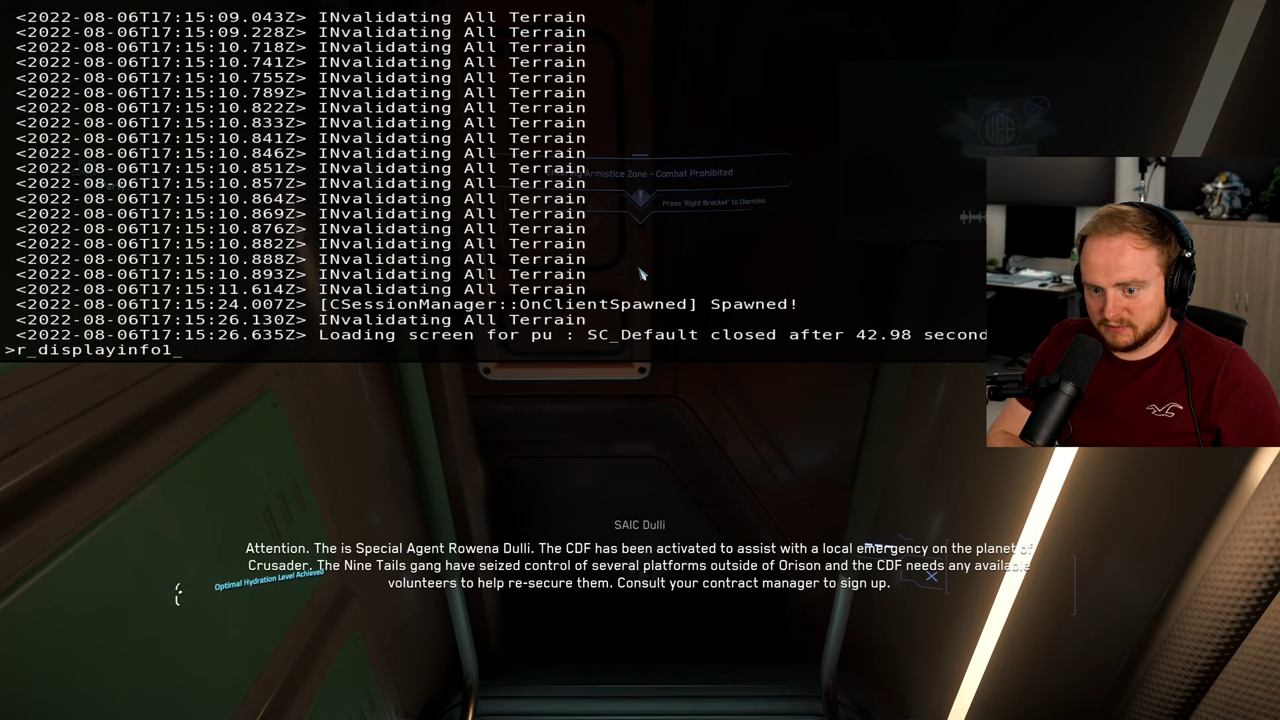 <2022-08-06T17:15:09.043Z> INvalidating All Terrain
<2022-08-06T17:15:09.228Z> INvalidating All Terrain
<2022-08-06T17:15:10.718Z> INvalidating All Terrain
<2022-08-06T17:15:10.741Z> INvalidating All Terrain
<2022-08-06T17:15:10.755Z> INvalidating All Terrain
<2022-08-06T17:15:10.789Z> INvalidating All Terrain
<2022-08-06T17:15:10.822Z> INvalidating All Terrain
<2022-08-06T17:15:10.833Z> INvalidating All Terrain
<2022-08-06T17:15:10.841Z> INvalidating All Terrain
<2022-08-06T17:15:10.846Z> INvalidating All Terrain
<2022-08-06T17:15:10.851Z> INvalidating All Terrain
<2022-08-06T17:15:10.857Z> INvalidating All Terrain
<2022-08-06T17:15:10.864Z> INvalidating All Terrain
<2022-08-06T17:15:10.869Z> INvalidating All Terrain
<2022-08-06T17:15:10.876Z> INvalidating All Terrain
<2022-08-06T17:15:10.882Z> INvalidating All Terrain
<2022-08-06T17:15:10.888Z> INvalidating All Terrain
<2022-08-06T17:15:10.893Z> INvalidating All Terrain
<2022-08-06T17:15:11.614Z> INvalidating All Terrain
<2022-08-06T17:15:24.007Z> [CSessionManager::OnClientSpawned] Spawned!
<2022-08-06T17:15:26.130Z> INvalidating All Terrain
<2022-08-06T17:15:26.635Z> Loading screen for pu : SC_Default closed after 42.98 second
>r_displayinfo1_
Armistice Zone - Combat Prohibited
Press 'Right Bracket' to Dismiss
UEE
SAIC Dulli
Attention. The is Special Agent Rowena Dulli. The CDF has been activated to assist with a local emergency on the planet of
Crusader. The Nine Tails gang have seized control of several platforms outside of Orison and the CDF needs any available
volunteers to help re-secure them. Consult your contract manager to sign up.
Optimal Hydration Level Achieved